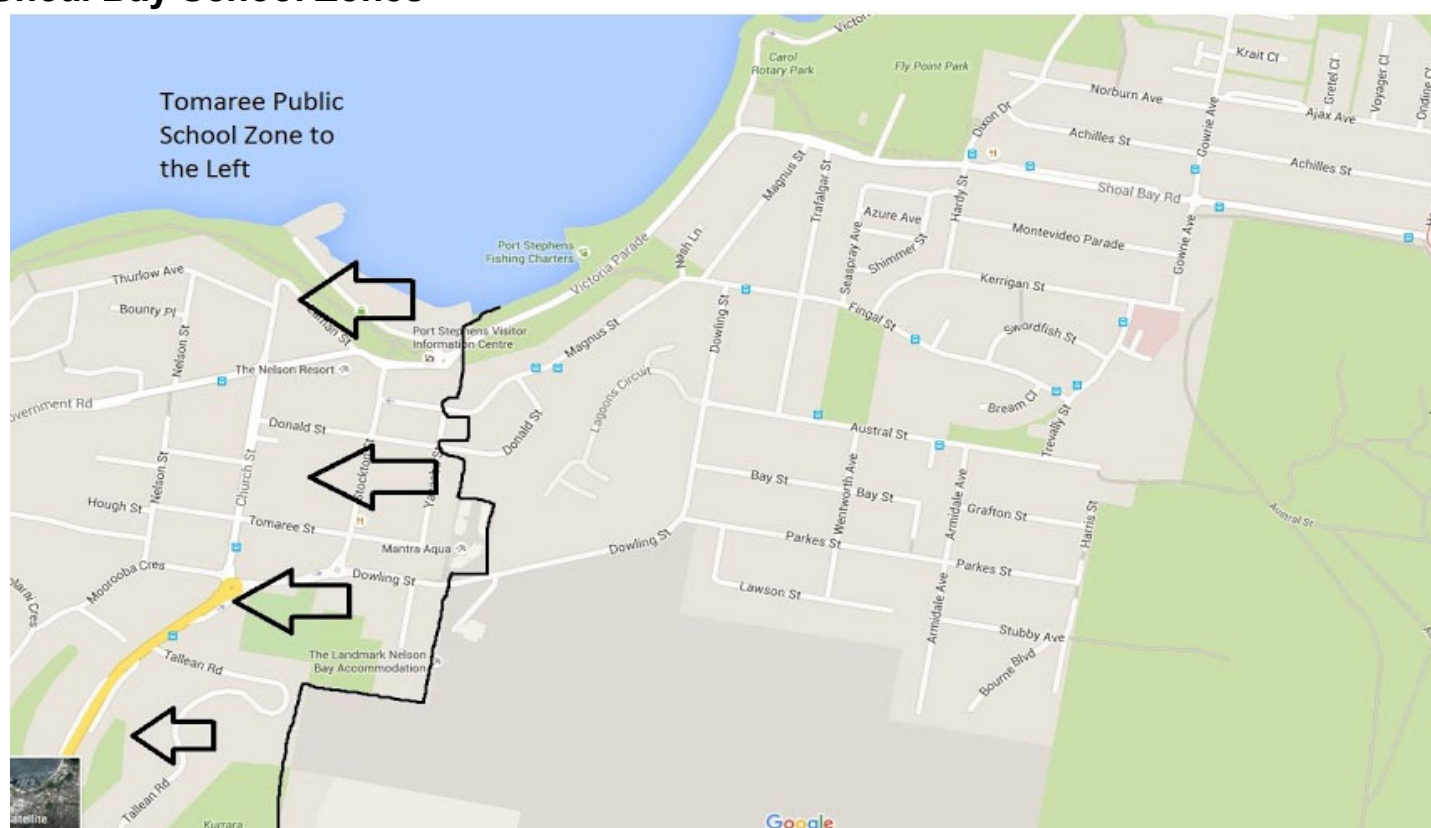 Shoal Bay School Zones
Tomaree Public
School Zone to
the Left
Carol
Rotary Park
Fly Point Park
Krait Cl
Gretel Cl
Voyager Cl
Norburn Ave
Ajax Ave
Dixon Dr
Achilles St
Gowrie Ave
Achilles St
Shoal Bay Rd
Magnus St
Trafalgar St
Hardy St
Azure Ave
Seaspray Ave
Shimmer St
Montevideo Parade
Gowrie Ave
Kerrigan St
Port Stephens
Fishing Charters
Victoria Parade
Nash Ln
Thurlow Ave
Bounty Pl
Nelson St
Port Stephens Visitor
Information Centre
Magnus St
Dowling St
Fingal St
Swordfish St
The Nelson Resort
Lagoons Circuit
Bream Cl
Trevally St
Donald St
Donald St
Austral St
Stockton St
Church St
Nelson St
Bay St
Bay St
Wentworth Ave
Armidale Ave
Grafton St
Harris St
Austral St
Hough St
Tomaree St
Mantra Aqua
Dowling St
Parkes St
Parkes St
Moorooba Cres
Dowling St
Lawson St
Armidale Ave
Stubby Ave
Bourne Blvd
Tallean Rd
The Landmark Nelson
Bay Accommodation
Tallean Rd
Kurrara
Google